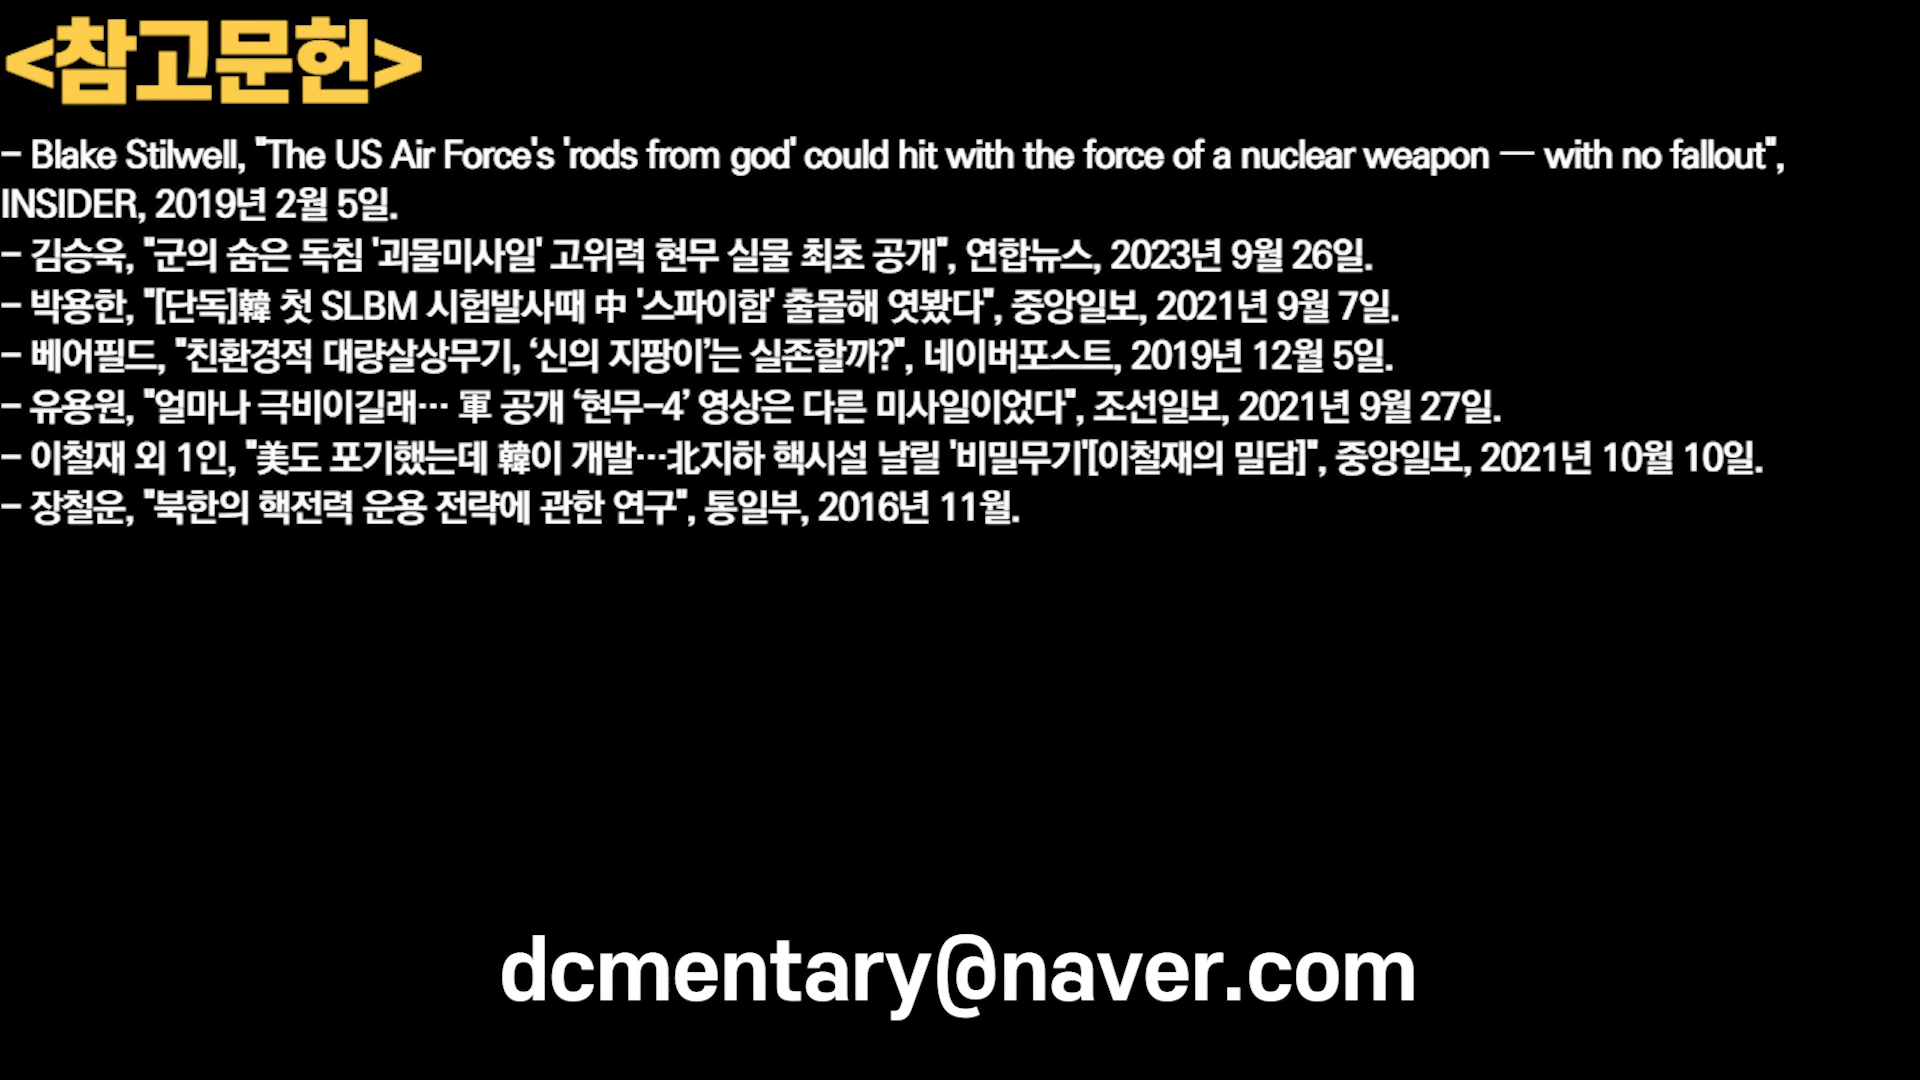 <참고문헌>
- Blake Stilwell, "The US Air Force's 'rods from god' could hit with the force of a nuclear weapon — with no fallout",
INSIDER, 2019년 2월 5일.
- 김승욱, "군의 숨은 독침 '괴물미사일' 고위력 현무 실물 최초 공개", 연합뉴스, 2023년 9월 26일.
- 박용한, "[단독]韓 첫 SLBM 시험발사때 中 '스파이함' 출몰해 엿봤다", 중앙일보, 2021년 9월 7일.
- 베어필드, "친환경적 대량살상무기, ‘신의 지팡이’는 실존할까?", 네이버포스트, 2019년 12월 5일.
- 유용원, "얼마나 극비이길래… 軍 공개 ‘현무-4’ 영상은 다른 미사일이었다", 조선일보, 2021년 9월 27일.
- 이철재 외 1인, "美도 포기했는데 韓이 개발…北지하 핵시설 날릴 '비밀무기'[이철재의 밀담]", 중앙일보, 2021년 10월 10일.
- 장철운, "북한의 핵전력 운용 전략에 관한 연구", 통일부, 2016년 11월.
dcmentary@naver.com